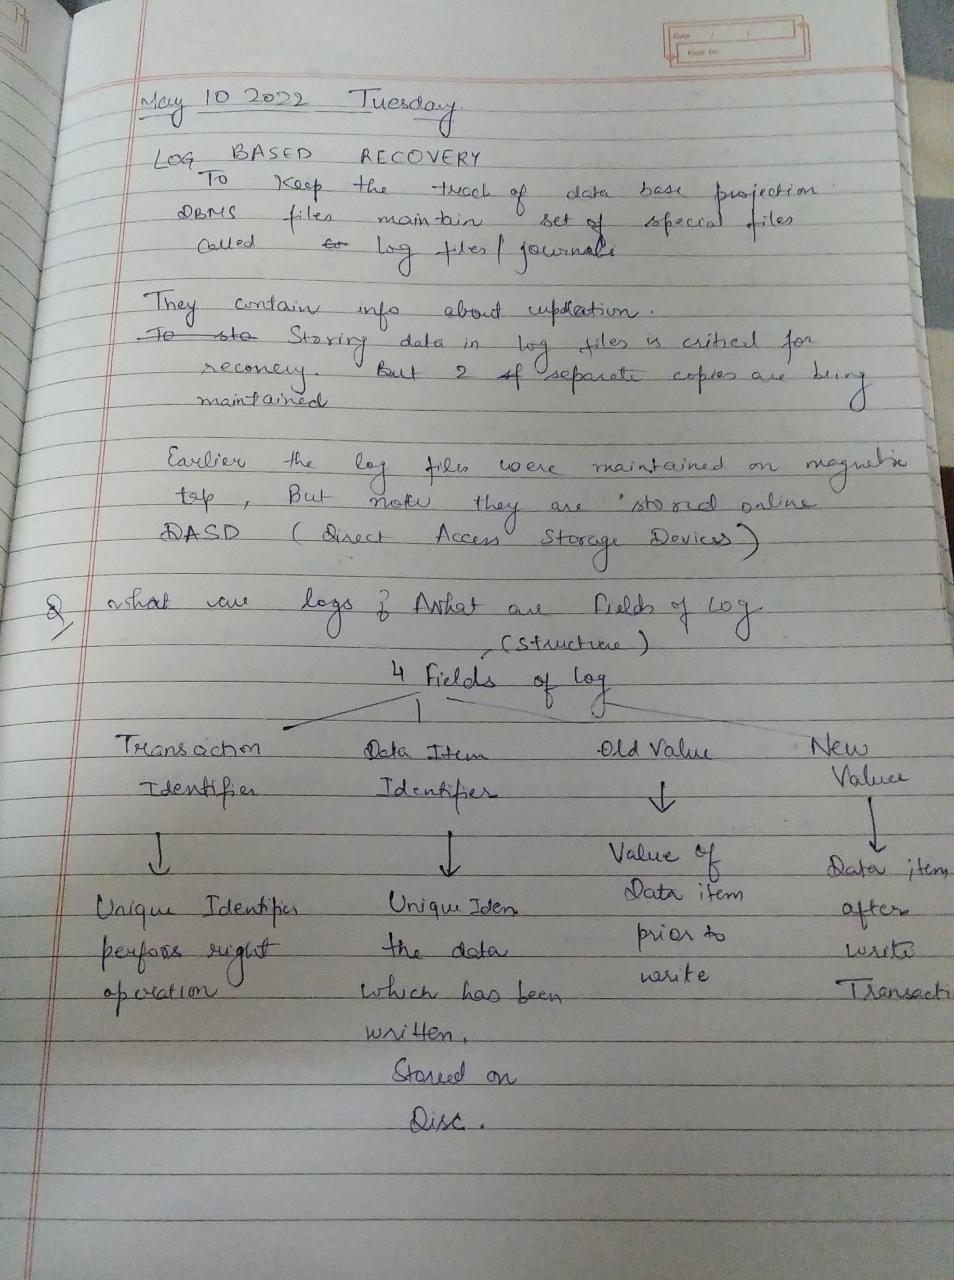 Date / /
Page No.
May 10 2022 Tuesday.
LOG BASED RECOVERY
To Keep the track of data base projection
DBMS files maintain set of special files
Called log files / journals
They contain info about updation.
To sto Storing data in log files is critical for
recovery. But 2 of separate copies are being
maintained
Earlier the log files were maintained on magnetic
tap, But now they are stored online
DASD (Direct Access Storage Devices)
Q/ what are logs & What are fields of Log
(Structure)
4 fields of log
Transaction Data Item Old Value New
Identifier Identifier Value
Value of Data item
Unique Identifier Unique Iden Data item after
perfoms right the data prior to write
operation which has been write Transacti
written,
Stored on
Disc.